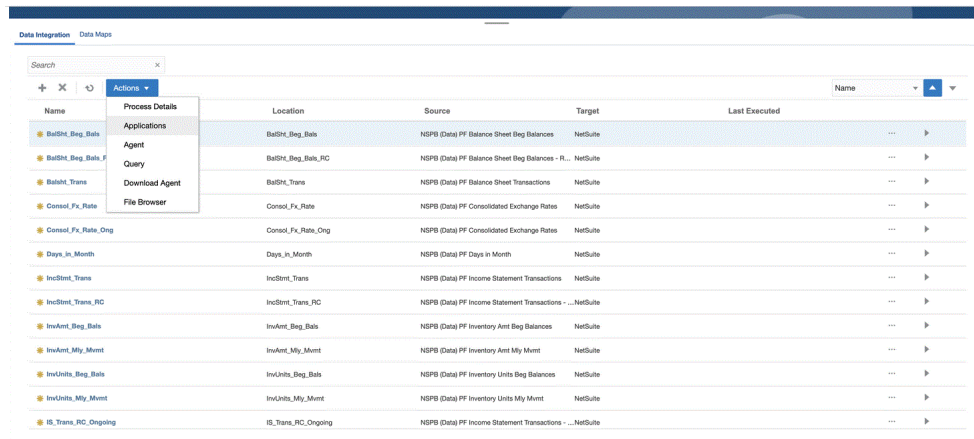 Data Integration Data Maps
Search ×
Actions
Name
Process Details
Applications
Agent
Query
Download Agent
File Browser
Name Location Source Target Last Executed
BalSht_Beg_Bals BalSht_Beg_Bals NSPB (Data) PF Balance Sheet Beg Balances NetSuite
BalSht_Beg_Bals_F BalSht_Beg_Bals_RC NSPB (Data) PF Balance Sheet Beg Balances - R... NetSuite
Balsht_Trans BalSht_Trans NSPB (Data) PF Balance Sheet Transactions NetSuite
Consol_Fx_Rate Consol_Fx_Rate NSPB (Data) PF Consolidated Exchange Rates NetSuite
Consol_Fx_Rate_Ong Consol_Fx_Rate_Ong NSPB (Data) PF Consolidated Exchange Rates NetSuite
Days_in_Month Days_in_Month NSPB (Data) PF Days in Month NetSuite
IncStmt_Trans IncStmt_Trans NSPB (Data) PF Income Statement Transactions NetSuite
IncStmt_Trans_RC IncStmt_Trans_RC NSPB (Data) PF Income Statement Transactions - ... NetSuite
InvAmt_Beg_Bals InvAmt_Beg_Bals NSPB (Data) PF Inventory Amt Beg Balances NetSuite
InvAmt_Mly_Mvmt InvAmt_Mly_Mvmt NSPB (Data) PF Inventory Amt Mly Mvmt NetSuite
InvUnits_Beg_Bals InvUnits_Beg_Bals NSPB (Data) PF Inventory Units Beg Balances NetSuite
InvUnits_Mly_Mvmt InvUnits_Mly_Mvmt NSPB (Data) PF Inventory Units Mly Mvmt NetSuite
IS_Trans_RC_Ongoing IS_Trans_RC_Ongoing NSPB (Data) PF Income Statement Transactions - ... NetSuite